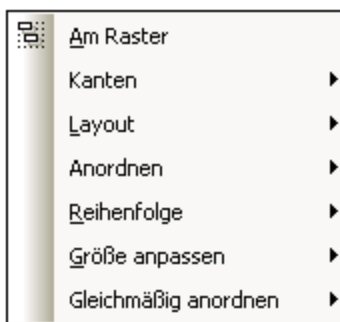 Am Raster
Kanten
Layout
Anordnen
Reihenfolge
Größe anpassen
Gleichmäßig anordnen